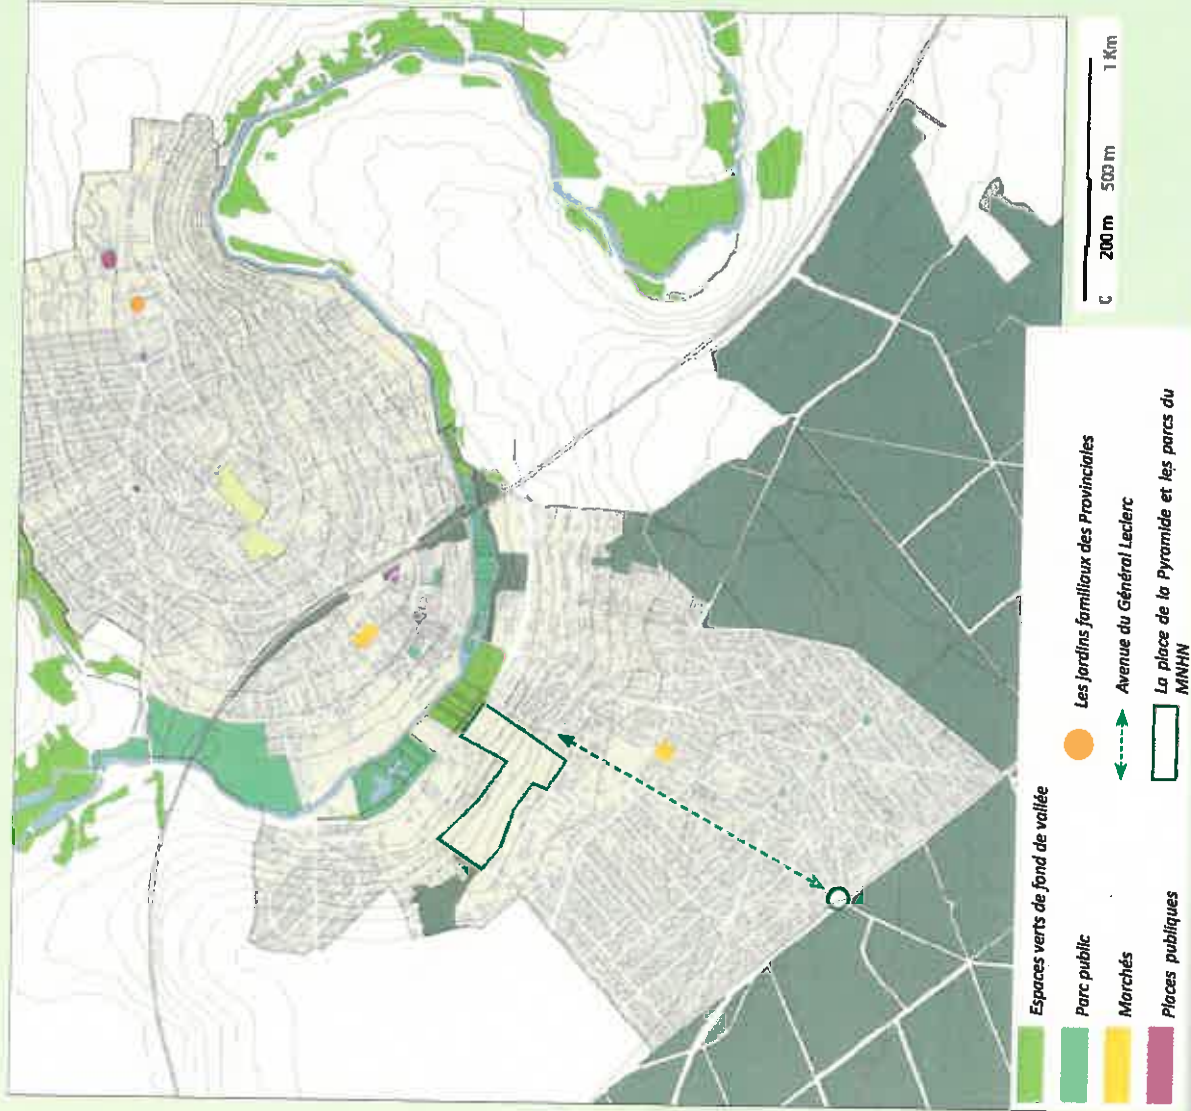 C 200 m 500 m 1 Km
Espaces verts de fond de vallée
Parc public
Marchés
Places publiques
Les jardins familiaux des Provinciales
Avenue du Général Leclerc
La place de la Pyramide et les parcs du
MNHN